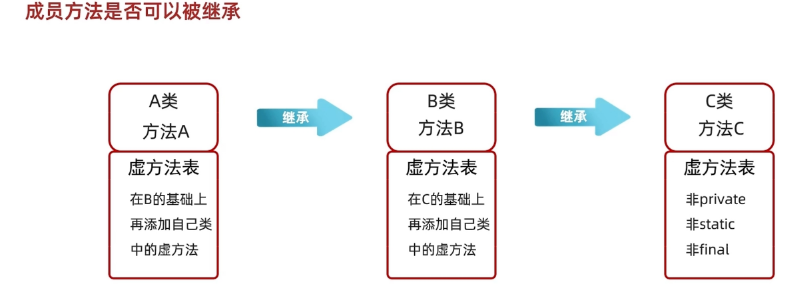 成员方法是否可以被继承
A类
方法A
虚方法表
在B的基础上
再添加自己类
中的虚方法
继承
B类
方法B
虚方法表
在C的基础上
再添加自己类
中的虚方法
继承
C类
方法C
虚方法表
非private
非static
非final